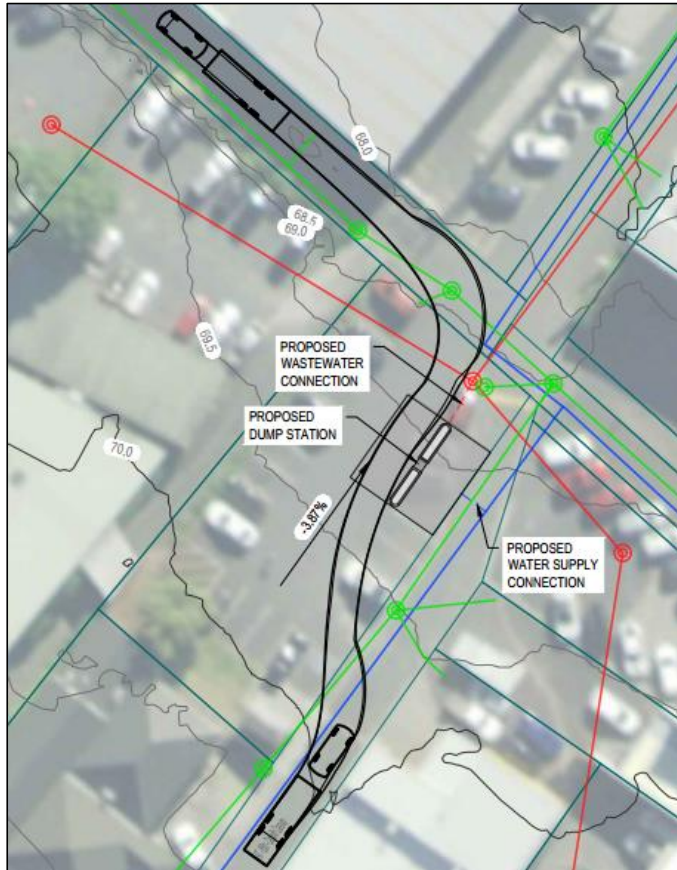 68.0
68.5
69.0
69.5
PROPOSED
WASTEWATER
CONNECTION
PROPOSED
DUMP STATION
70.0
-3.87%
PROPOSED
WATER SUPPLY
CONNECTION